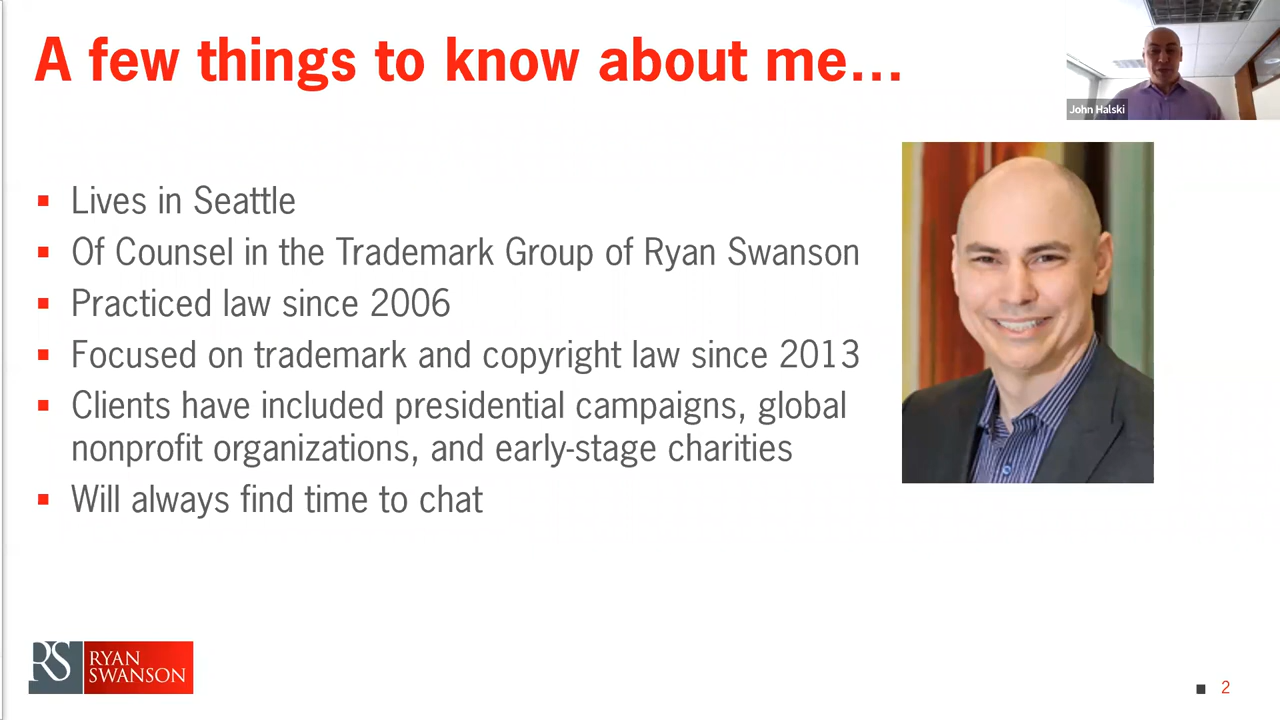 A few things to know about me...
John Halski
Lives in Seattle
Of Counsel in the Trademark Group of Ryan Swanson
Practiced law since 2006
Focused on trademark and copyright law since 2013
Clients have included presidential campaigns, global
nonprofit organizations, and early-stage charities
Will always find time to chat
RS
RYAN
SWANSON
2